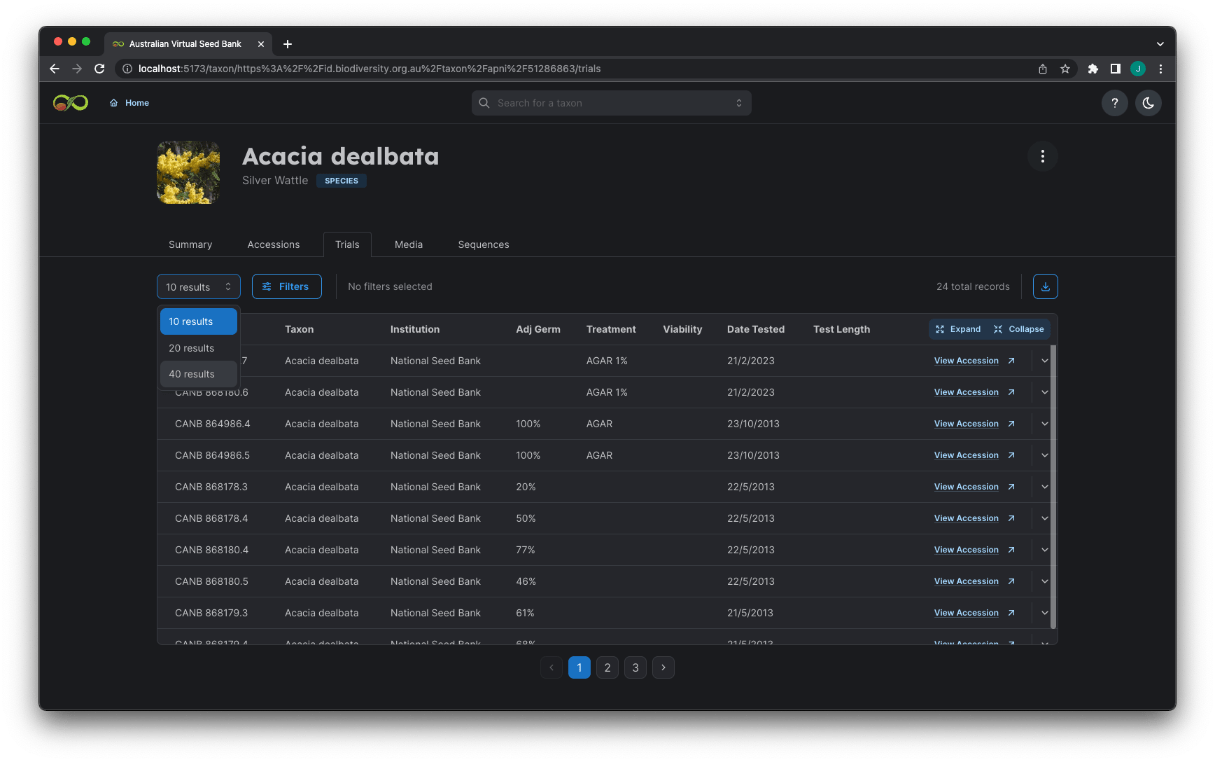 Australian Virtual Seed Bank
localhost:5173/taxon/https%3A%2F%2Fid.biodiversity.org.au%2Ftaxon%2Fapni%2F51286863/trials
J
Home
Search for a taxon
?
Acacia dealbata
Silver Wattle SPECIES
Summary Accessions Trials Media Sequences
10 results Filters No filters selected 24 total records
10 results
20 results
40 results
Taxon Institution Adj Germ Treatment Viability Date Tested Test Length Expand Collapse
7 Acacia dealbata National Seed Bank AGAR 1% 21/2/2023 View Accession
CANB 868180.6 Acacia dealbata National Seed Bank AGAR 1% 21/2/2023 View Accession
CANB 864986.4 Acacia dealbata National Seed Bank 100% AGAR 23/10/2013 View Accession
CANB 864986.5 Acacia dealbata National Seed Bank 100% AGAR 23/10/2013 View Accession
CANB 868178.3 Acacia dealbata National Seed Bank 20% 22/5/2013 View Accession
CANB 868178.4 Acacia dealbata National Seed Bank 50% 22/5/2013 View Accession
CANB 868180.4 Acacia dealbata National Seed Bank 77% 22/5/2013 View Accession
CANB 868180.5 Acacia dealbata National Seed Bank 46% 22/5/2013 View Accession
CANB 868179.3 Acacia dealbata National Seed Bank 61% 21/5/2013 View Accession
CANB 868179.4 Acacia dealbata National Seed Bank 68% 21/5/2013 View Accession
1 2 3